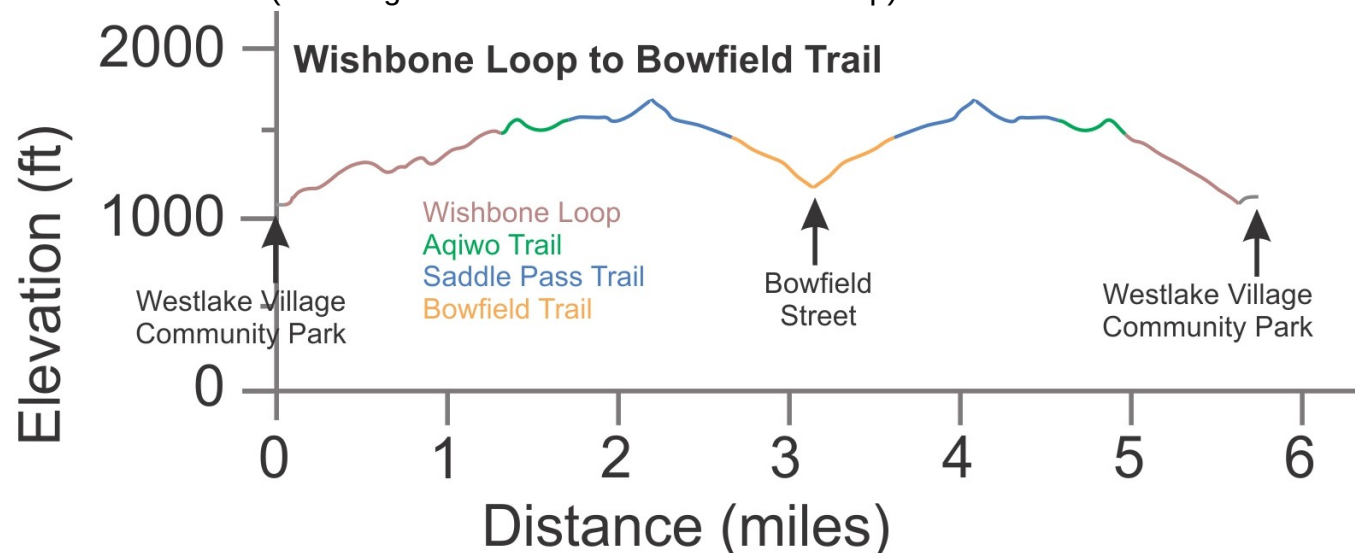 2000
Wishbone Loop to Bowfield Trail
1000
Wishbone Loop
Aqiwo Trail
Saddle Pass Trail
Bowfield Trail
Westlake Village
Community Park
Bowfield
Street
Westlake Village
Community Park
0
0 1 2 3 4 5 6
Elevation (ft)
Distance (miles)